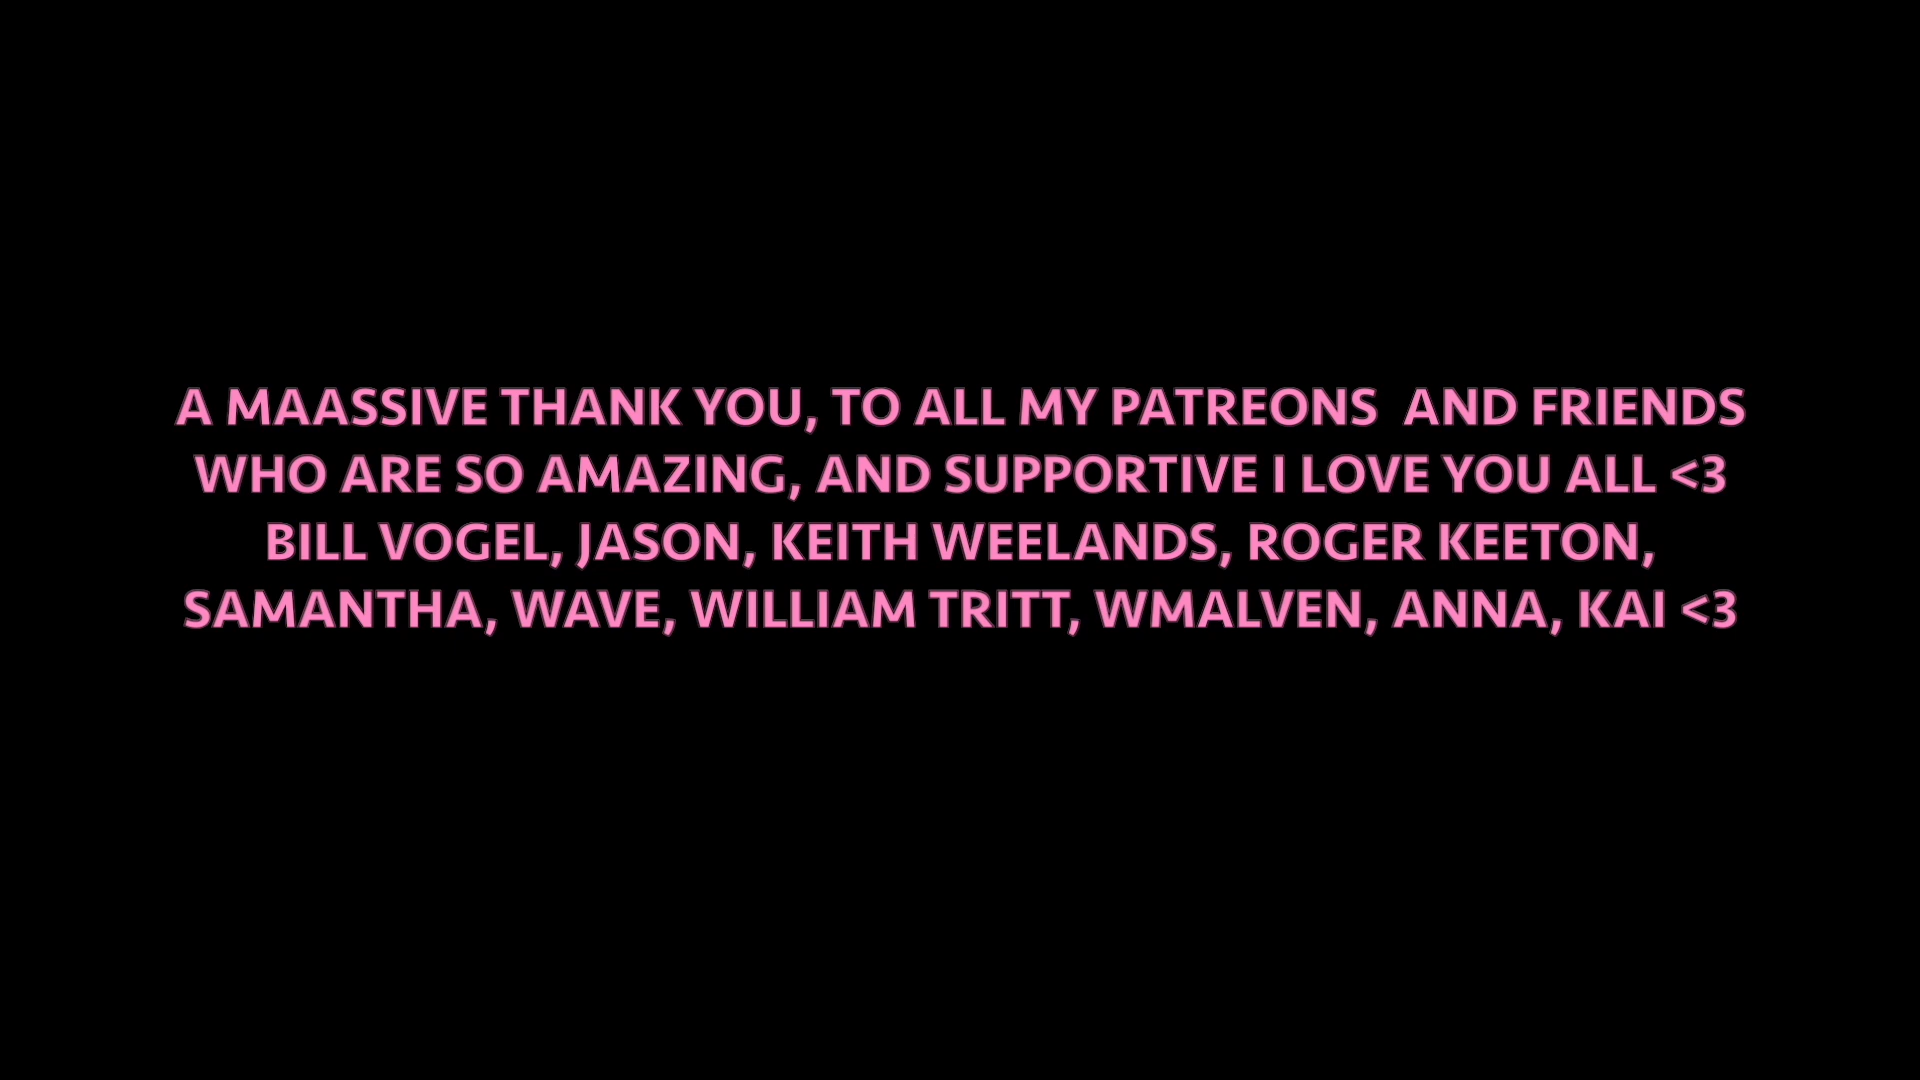 A MAASSIVE THANK YOU, TO ALL MY PATREONS  AND FRIENDS
WHO ARE SO AMAZING, AND SUPPORTIVE I LOVE YOU ALL <3
BILL VOGEL, JASON, KEITH WEELANDS, ROGER KEETON,
SAMANTHA, WAVE, WILLIAM TRITT, WMALVEN, ANNA, KAI <3